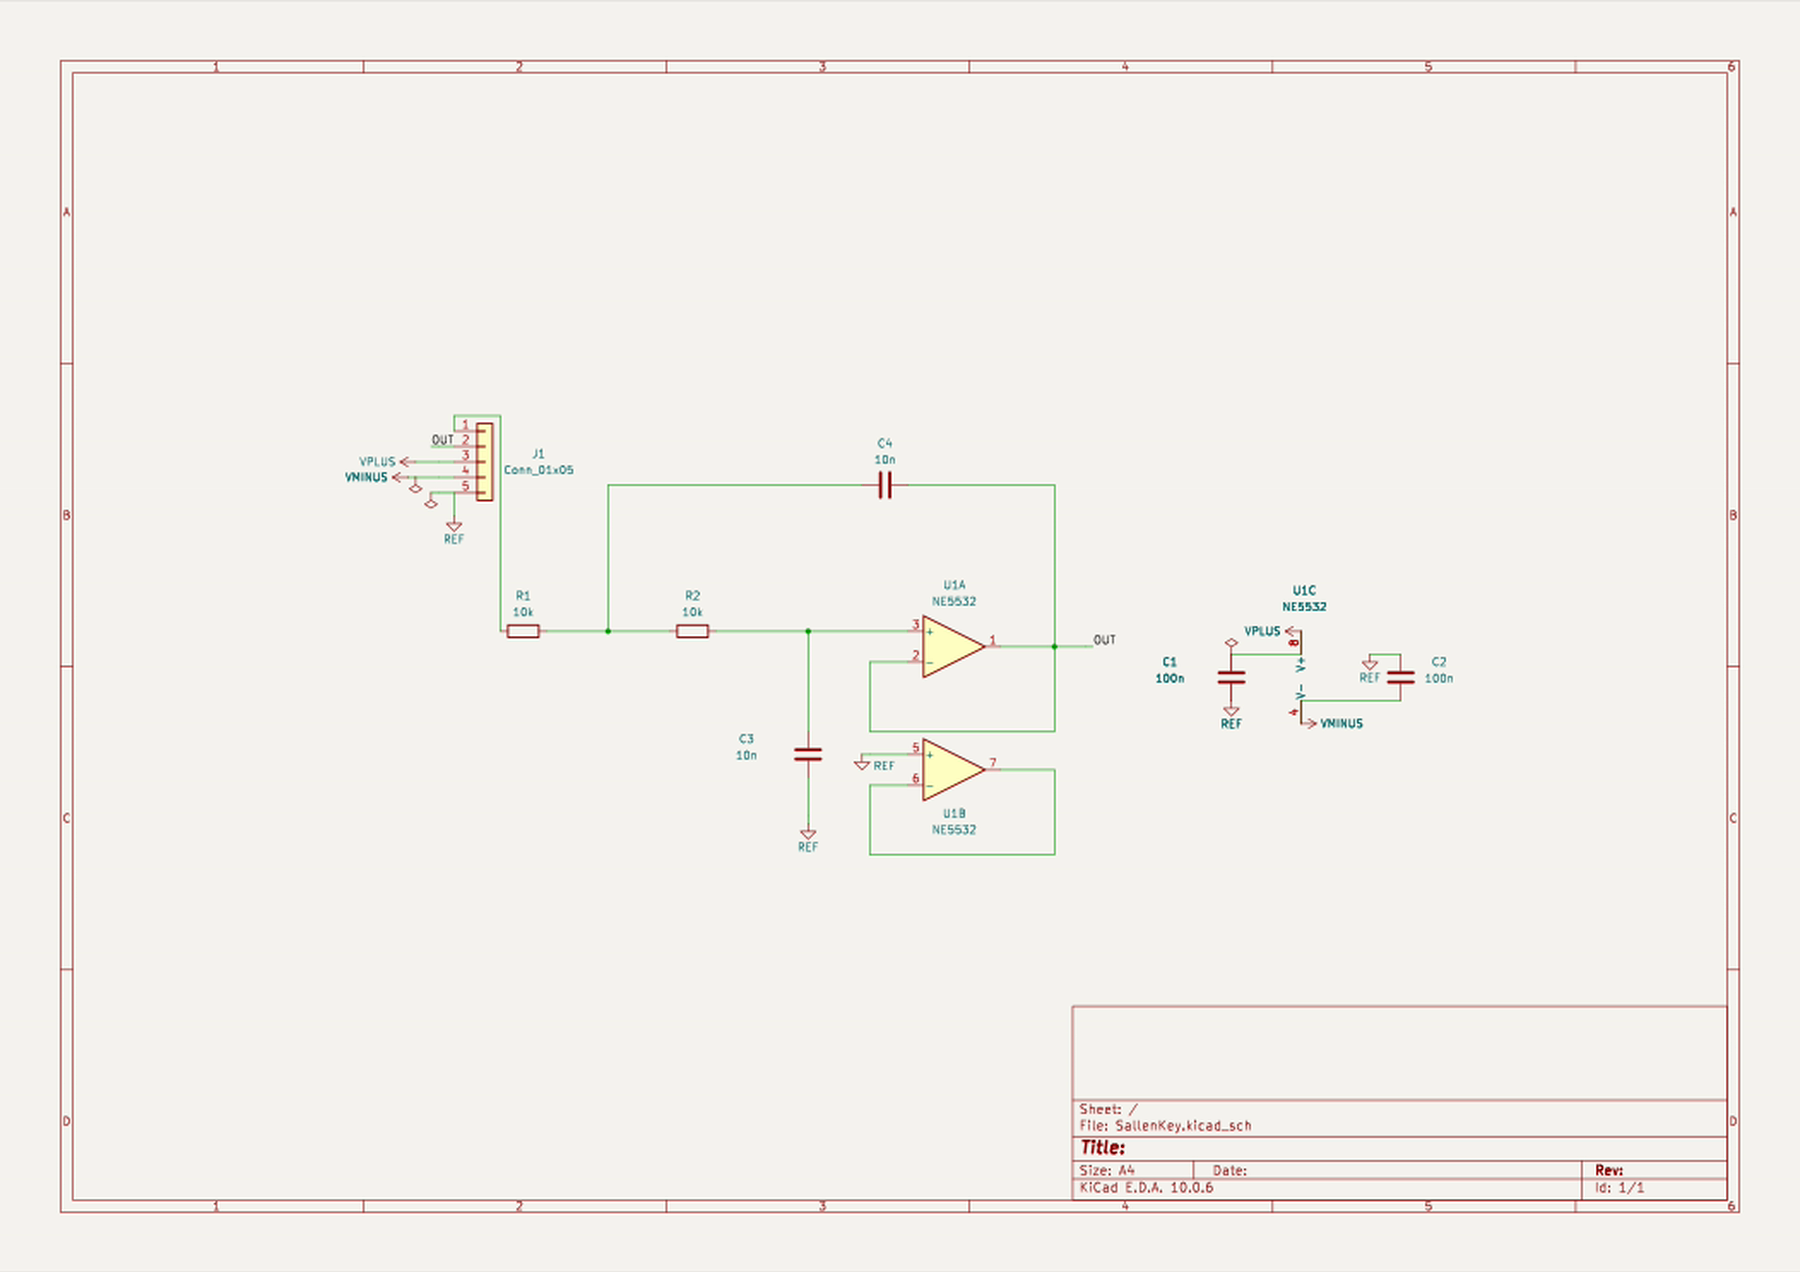 1 2 3 4 5 6
A A
1
OUT 2
VPLUS 3
VMINUS 4
5
J1
Conn_01x05
REF
C4
10n
B B
R1
10k
R2
10k
U1A
NE5532
3 +
2 −
1
OUT
U1C
NE5532
VPLUS
8
V+
V-
4
VMINUS
C1
100n
REF
REF
C2
100n
C3
10n
REF
5 +
6 −
7
REF
U1B
NE5532
C C
D D
Sheet: /
File: SallenKey.kicad_sch
Title:
Size: A4 Date: Rev:
KiCad E.D.A. 10.0.6 Id: 1/1
1 2 3 4 5 6